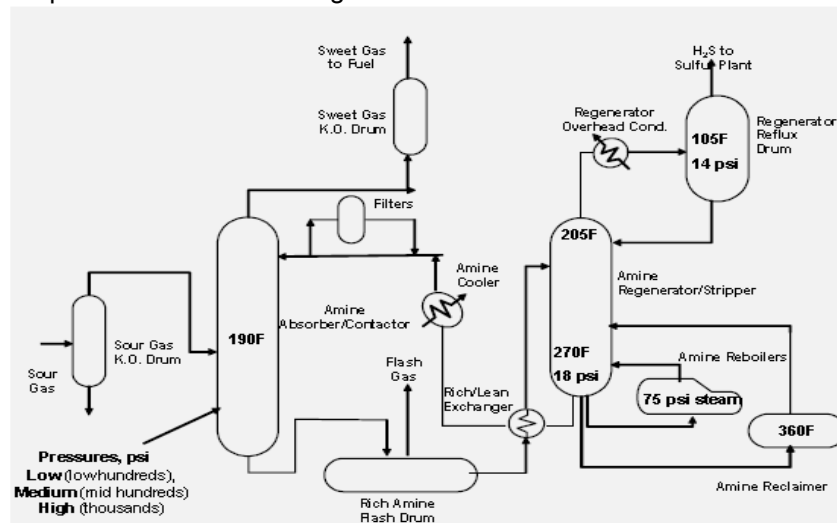 Sweet Gas
to Fuel
Sweet Gas
K.O. Drum
H2S to
Sulfur Plant
Regenerator
Overhead Cond.
105F
14 psi
Regenerator
Reflux
Drum
Filters
205F
Amine
Cooler
Amine
Regenerator/Stripper
Amine
Absorber/Contactor
190F
Sour Gas
K.O. Drum
Sour
Gas
Flash
Gas
Rich/Lean
Exchanger
270F
18 psi
Amine Reboilers
75 psi steam
360F
Amine Reclaimer
Pressures, psi
Low (lowhundreds),
Medium (mid hundreds)
High (thousands)
Rich Amine
Flash Drum